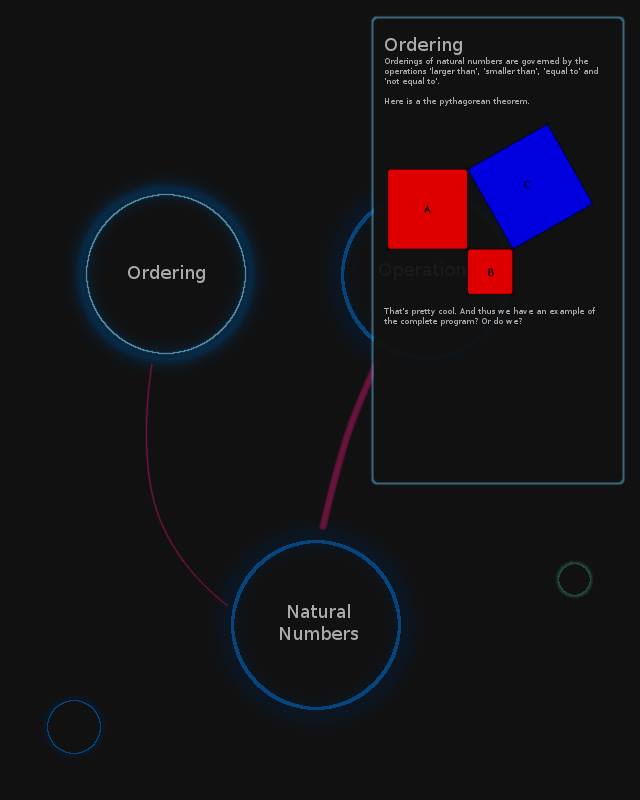 Ordering
Orderings of natural numbers are governed by the
operations 'larger than', 'smaller than', 'equal to' and
'not equal to'.
Here is a the pythagorean theorem.
C
A
Ordering
Operation
B
That's pretty cool. And thus we have an example of
the complete program? Or do we?
Natural
Numbers